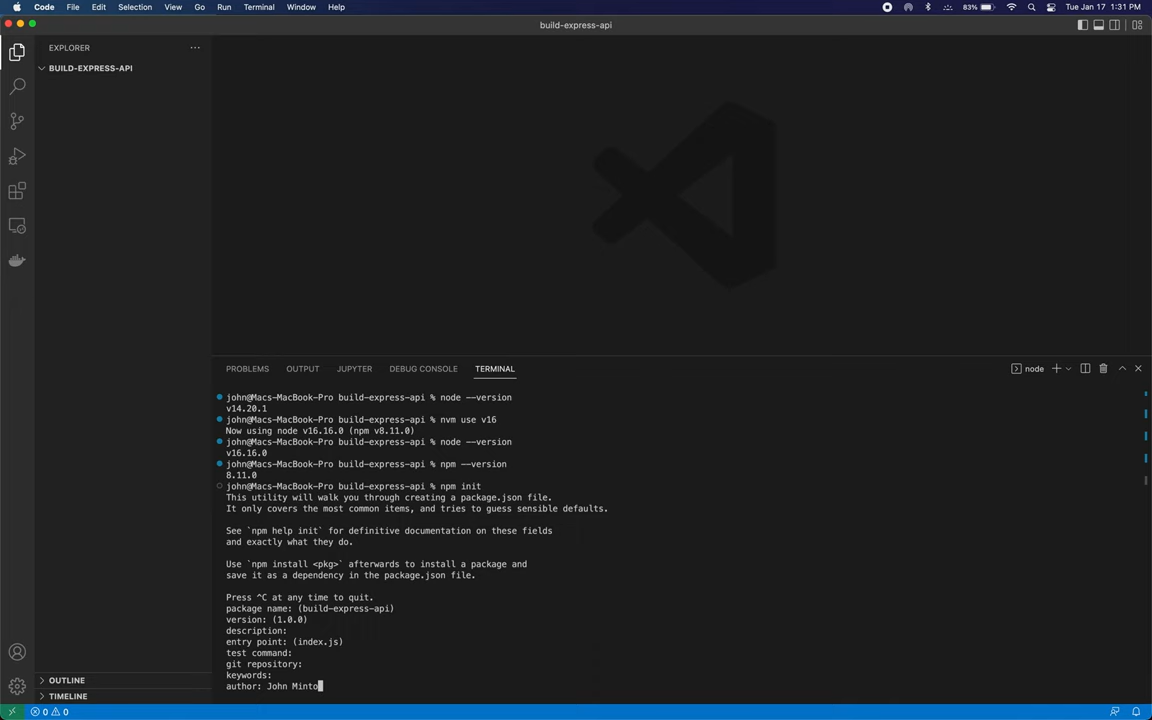 Code File Edit Selection View Go Run Terminal Window Help 83% Tue Jan 17 1:31 PM
build-express-api
EXPLORER
BUILD-EXPRESS-API
PROBLEMS OUTPUT JUPYTER DEBUG CONSOLE TERMINAL node
john@Macs-MacBook-Pro build-express-api % node --version
v14.20.1
john@Macs-MacBook-Pro build-express-api % nvm use v16
Now using node v16.16.0 (npm v8.11.0)
john@Macs-MacBook-Pro build-express-api % node --version
v16.16.0
john@Macs-MacBook-Pro build-express-api % npm --version
8.11.0
john@Macs-MacBook-Pro build-express-api % npm init
This utility will walk you through creating a package.json file.
It only covers the most common items, and tries to guess sensible defaults.
See `npm help init` for definitive documentation on these fields
and exactly what they do.
Use `npm install <pkg>` afterwards to install a package and
save it as a dependency in the package.json file.
Press ^C at any time to quit.
package name: (build-express-api)
version: (1.0.0)
description:
entry point: (index.js)
test command:
git repository:
keywords:
author: John Minto
OUTLINE
TIMELINE
0 0